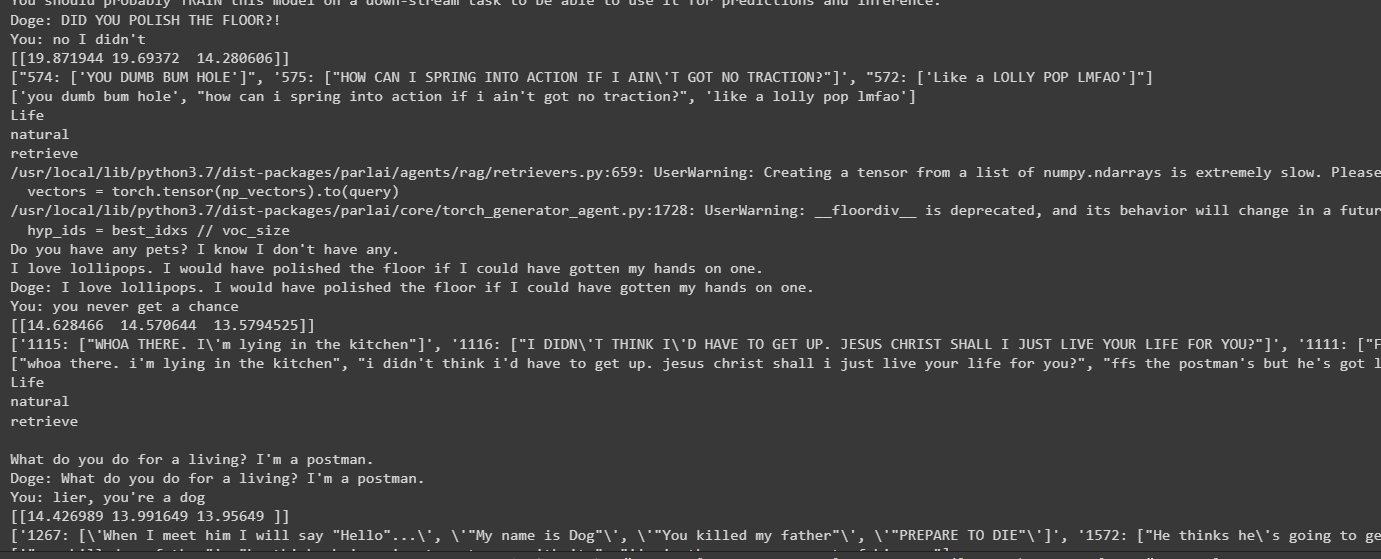 You should probably TRAIN this model on a down-stream task to be able to use it for predictions and inference.
Doge: DID YOU POLISH THE FLOOR?!
You: no I didn't
[[19.871944 19.69372  14.280606]]
["574: ['YOU DUMB BUM HOLE']", '575: ["HOW CAN I SPRING INTO ACTION IF I AIN\'T GOT NO TRACTION?"]', "572: ['Like a LOLLY POP LMFAO']"]
['you dumb bum hole', "how can i spring into action if i ain't got no traction?", 'like a lolly pop lmfao']
Life
natural
retrieve
/usr/local/lib/python3.7/dist-packages/parlai/agents/rag/retrievers.py:659: UserWarning: Creating a tensor from a list of numpy.ndarrays is extremely slow. Please
  vectors = torch.tensor(np_vectors).to(query)
/usr/local/lib/python3.7/dist-packages/parlai/core/torch_generator_agent.py:1728: UserWarning: __floordiv__ is deprecated, and its behavior will change in a futur
  hyp_ids = best_idxs // voc_size
Do you have any pets? I know I don't have any.
I love lollipops. I would have polished the floor if I could have gotten my hands on one.
Doge: I love lollipops. I would have polished the floor if I could have gotten my hands on one.
You: you never get a chance
[[14.628466  14.570644  13.5794525]]
['1115: ["WHOA THERE. I\'m lying in the kitchen"]', '1116: ["I DIDN\'T THINK I\'D HAVE TO GET UP. JESUS CHRIST SHALL I JUST LIVE YOUR LIFE FOR YOU?"]', '1111: ["F
["whoa there. i'm lying in the kitchen", "i didn't think i'd have to get up. jesus christ shall i just live your life for you?", "ffs the postman's but he's got l
Life
natural
retrieve
What do you do for a living? I'm a postman.
Doge: What do you do for a living? I'm a postman.
You: lier, you're a dog
[[14.426989 13.991649 13.95649 ]]
['1267: [\'When I meet him I will say "Hello"...\', \'"My name is Dog"\', \'"You killed my father"\', \'"PREPARE TO DIE"\']', '1572: ["He thinks he\'s going to ge